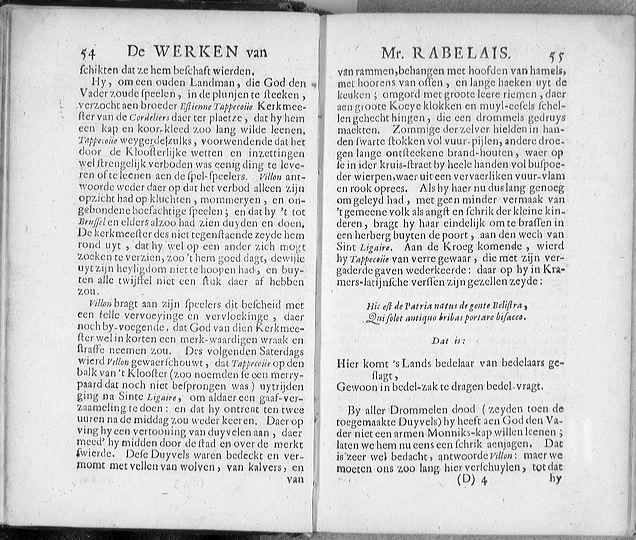 54 De WERKEN van
ſchikten dat ze hem beſchaft wierden.
Hy, om een ouden Landman, die God den
Vader zoude ſpeelen, in de plunjen te ſteeken,
verzocht aen broeder Eſtienne Tappecoüe Kerkmee-
ſter van de Cordeliers daer ter plaetze, dat hy hem
een kap en koor-kleed zoo lang wilde leenen.
Tappecoüe weygerde zulks, voorwendende dat het
door de Kloofterlijke wetten en inzettingen
wel ſtrengelijk verboden was eenig ding te leve-
ren of te leenen aen de ſpel-ſpeelers. Villon ant-
woorde weder daer op dat het verbod alleen zijn
opzicht had op kluchten, mommeryen, en on-
gebondene boefachtige ſpeelen; en dat hy 't tot
Bruſſel en elders alzoo had zien duyden en doen.
De kerkmeeſter des niet tegenſtaende zeyde hem
rond uyt, dat hy wel op een ander zich mogt
zoeken te verzien, zoo 't hem goed dagt, dewijle
uyt zijn heyligdom niet te hoopen had, en buy-
ten alle twijffel niet een ſtuk daer af hebben
zou.
Villon bragt aan zijn ſpeelers dit beſcheid met
een felle vervoeyinge en vervloekinge, daer
noch by-voegende, dat God van dien Kerkmee-
ſter wel in korten een merk-waardigen wraak en
ſtraffe neemen zou. Des volgenden Saterdags
wierd Villon gewaerſchouwt, dat Tappecoüe op den
balk van 't Kloofter (zoo noemden ſe een merry-
paard dat noch niet beſprongen was) uytrijden
ging na Sinte Ligaire, om aldaer een gaaf-ver-
zaameling te doen: en dat hy ontrent ten twee
uuren na de middag zou weder keeren. Daer op
ving hy een vertooning van duyvelen aan, daer
meed' hy midden door de ſtad en over de merkt
ſwierde. Deſe Duyvels waren bedeckt en ver-
momt met vellen van wolven, van kalvers, en
van
Mr. RABELAIS. 55
van rammen, behangen met hoofden van hamels,
met hoorens van oſſen, en lange haeken uyt de
keuken; omgord met groote leere riemen, daer
aen groote Koeye klokken en muyl-eeſels ſchel-
len gehecht hingen, die een drommels gedruys
maekten. Zommige der zelver hielden in han-
den ſwarte ſtokken vol vuur-pijlen, andere droe-
gen lange ontſteekene brand-houten, waer op
ſe in ider kruis-ſtraet by heele handen vol buſpoe-
der wierpen, waer uit een vervaerliken vuur-vlam
en rook oprees. Als hy haer nu dus lang genoeg
om geleyd had, met geen minder vermaak van
't gemeene volk als angſt en ſchrik der kleine kin-
deren, bragt hy haar eindelijk om te braſſen in
een herberg buyten de poort, aan den wech van
Sint Ligaire. Aan de Kroeg komende, wierd
hy Tappecoüe van verre gewaar, die met zijn ver-
gaderde gaven wederkeerde: daar op hy in Kra-
mers-latijnſche verſſen zijn gezellen zeyde:
Hic eſt de Patria natus de gente Beliſtra,
Qui ſolet antiquo bribas portare biſacco.
Dat is:
Hier komt 's Lands bedelaar van bedelaars ge-
ſlagt,
Gewoon in bedel-zak te dragen bedel-vragt.
By aller Drommelen dood (zeyden toen de
toegemaakte Duyvels) hy heeft aen God den Va-
der niet een armen Monniks-kap willen leenen;
laten we hem nu eens een ſchrik aenjagen. Dat
is zeer wel bedacht, antwoorde Villon: maer we
moeten ons zoo lang hier verſchuylen, tot dat
(D) 4 hy